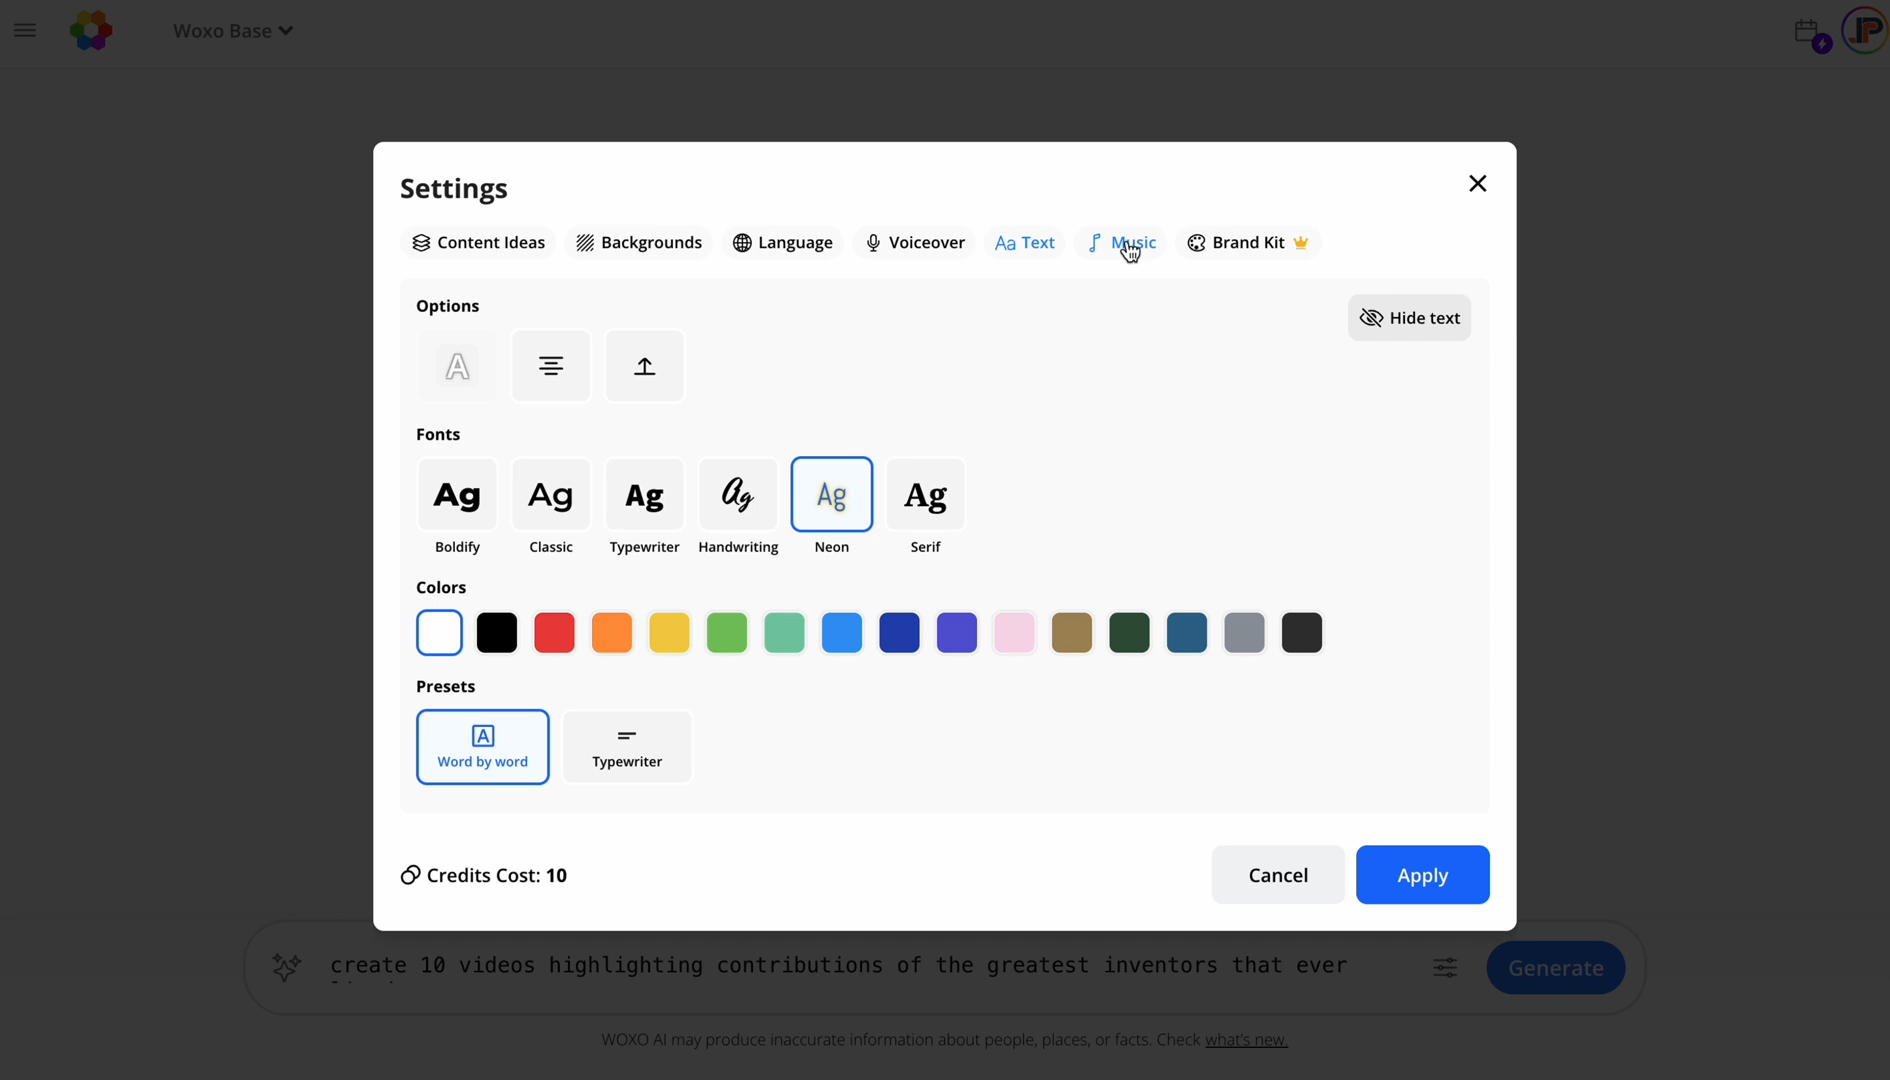 Woxo Base
JP
Settings
Content Ideas Backgrounds Language Voiceover Aa Text Music Brand Kit
Options
Hide text
A
Fonts
Ag Ag Ag Ag Ag Ag
Boldify Classic Typewriter Handwriting Neon Serif
Colors
Presets
A
Word by word Typewriter
Credits Cost: 10
Cancel Apply
create 10 videos highlighting contributions of the greatest inventors that ever
Generate
WOXO AI may produce inaccurate information about people, places, or facts. Check what's new.